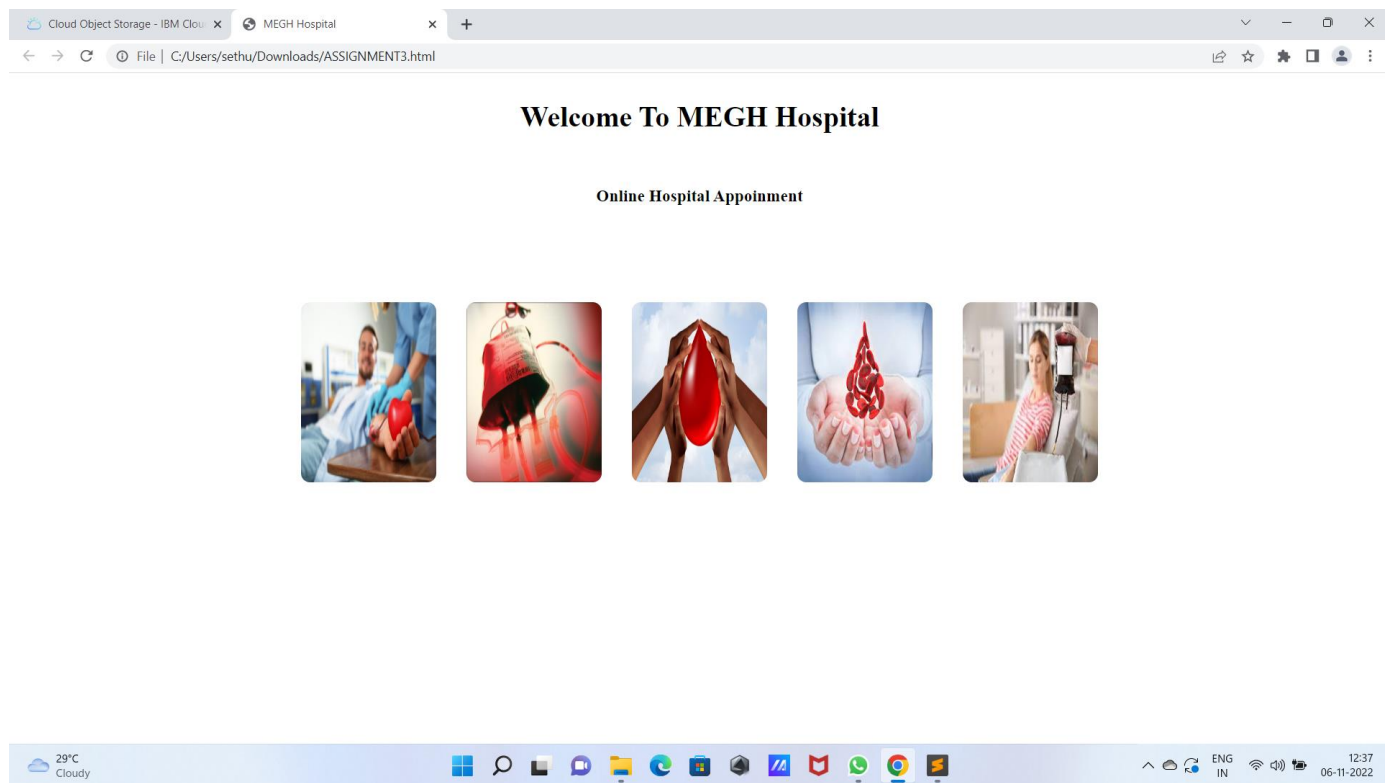 Cloud Object Storage - IBM Clou
MEGH Hospital
File
C:/Users/sethu/Downloads/ASSIGNMENT3.html
Welcome To MEGH Hospital
Online Hospital Appoinment
29°C
Cloudy
ENG
IN
12:37
06-11-2022